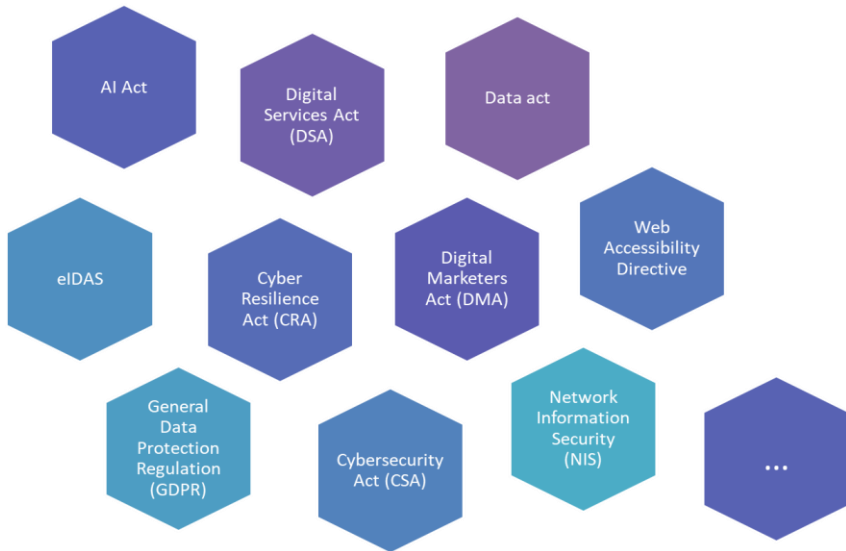 AI Act
Digital
Services Act
(DSA)
Data act
eIDAS
Cyber
Resilience
Act (CRA)
Digital
Marketers
Act (DMA)
Web
Accessibility
Directive
General
Data
Protection
Regulation
(GDPR)
Cybersecurity
Act (CSA)
Network
Information
Security
(NIS)
...